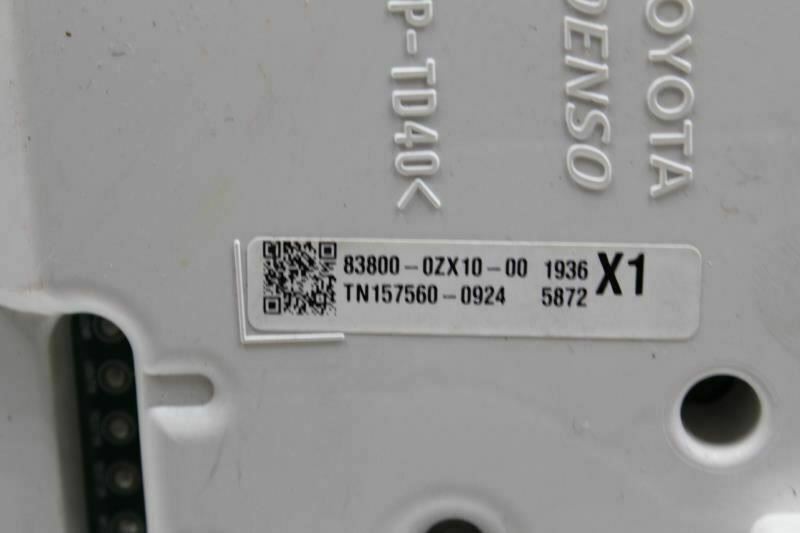 P-TD40<
DENSO
TOYOTA
83800-0ZX10-00 1936 X1
TN157560-0924 5872